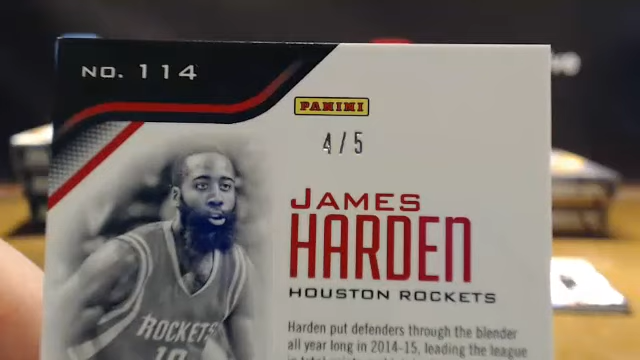 NO. 114
PANINI
4/5
JAMES
HARDEN
HOUSTON ROCKETS
Harden put defenders through the blender
all year long in 2014-15, leading the league
ROCKETS